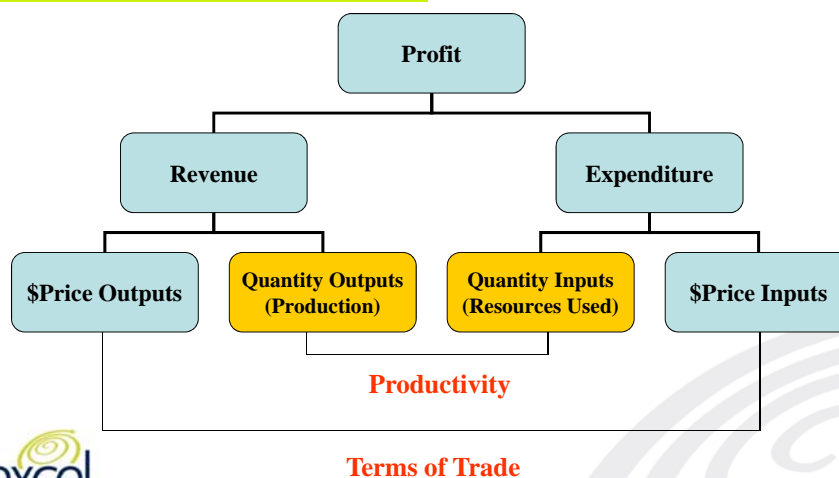 Profit
Revenue
Expenditure
$Price Outputs
Quantity Outputs
(Production)
Quantity Inputs
(Resources Used)
$Price Inputs
Productivity
Terms of Trade